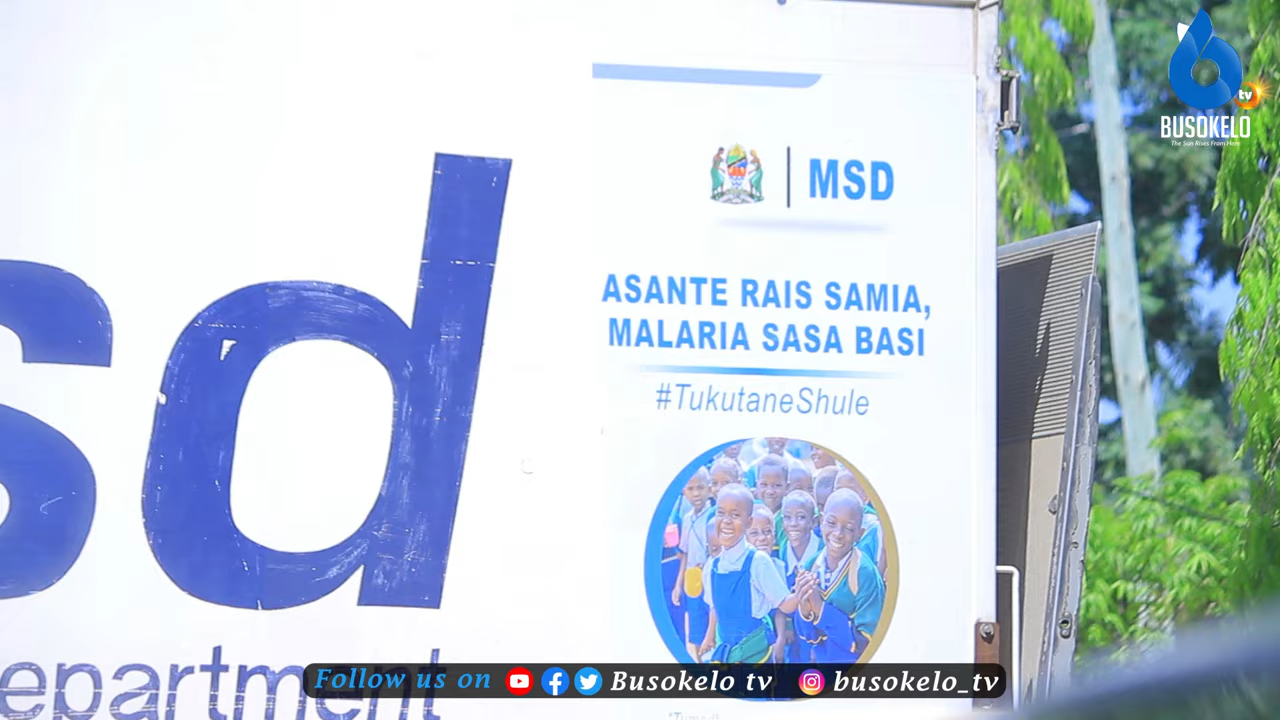 tv
BUSOKELO
The Sun Rises From Here
MSD
ASANTE RAIS SAMIA,
MALARIA SASA BASI
#TukutaneShule
sd
epartment
Follow us on Busokelo tv busokelo_tv